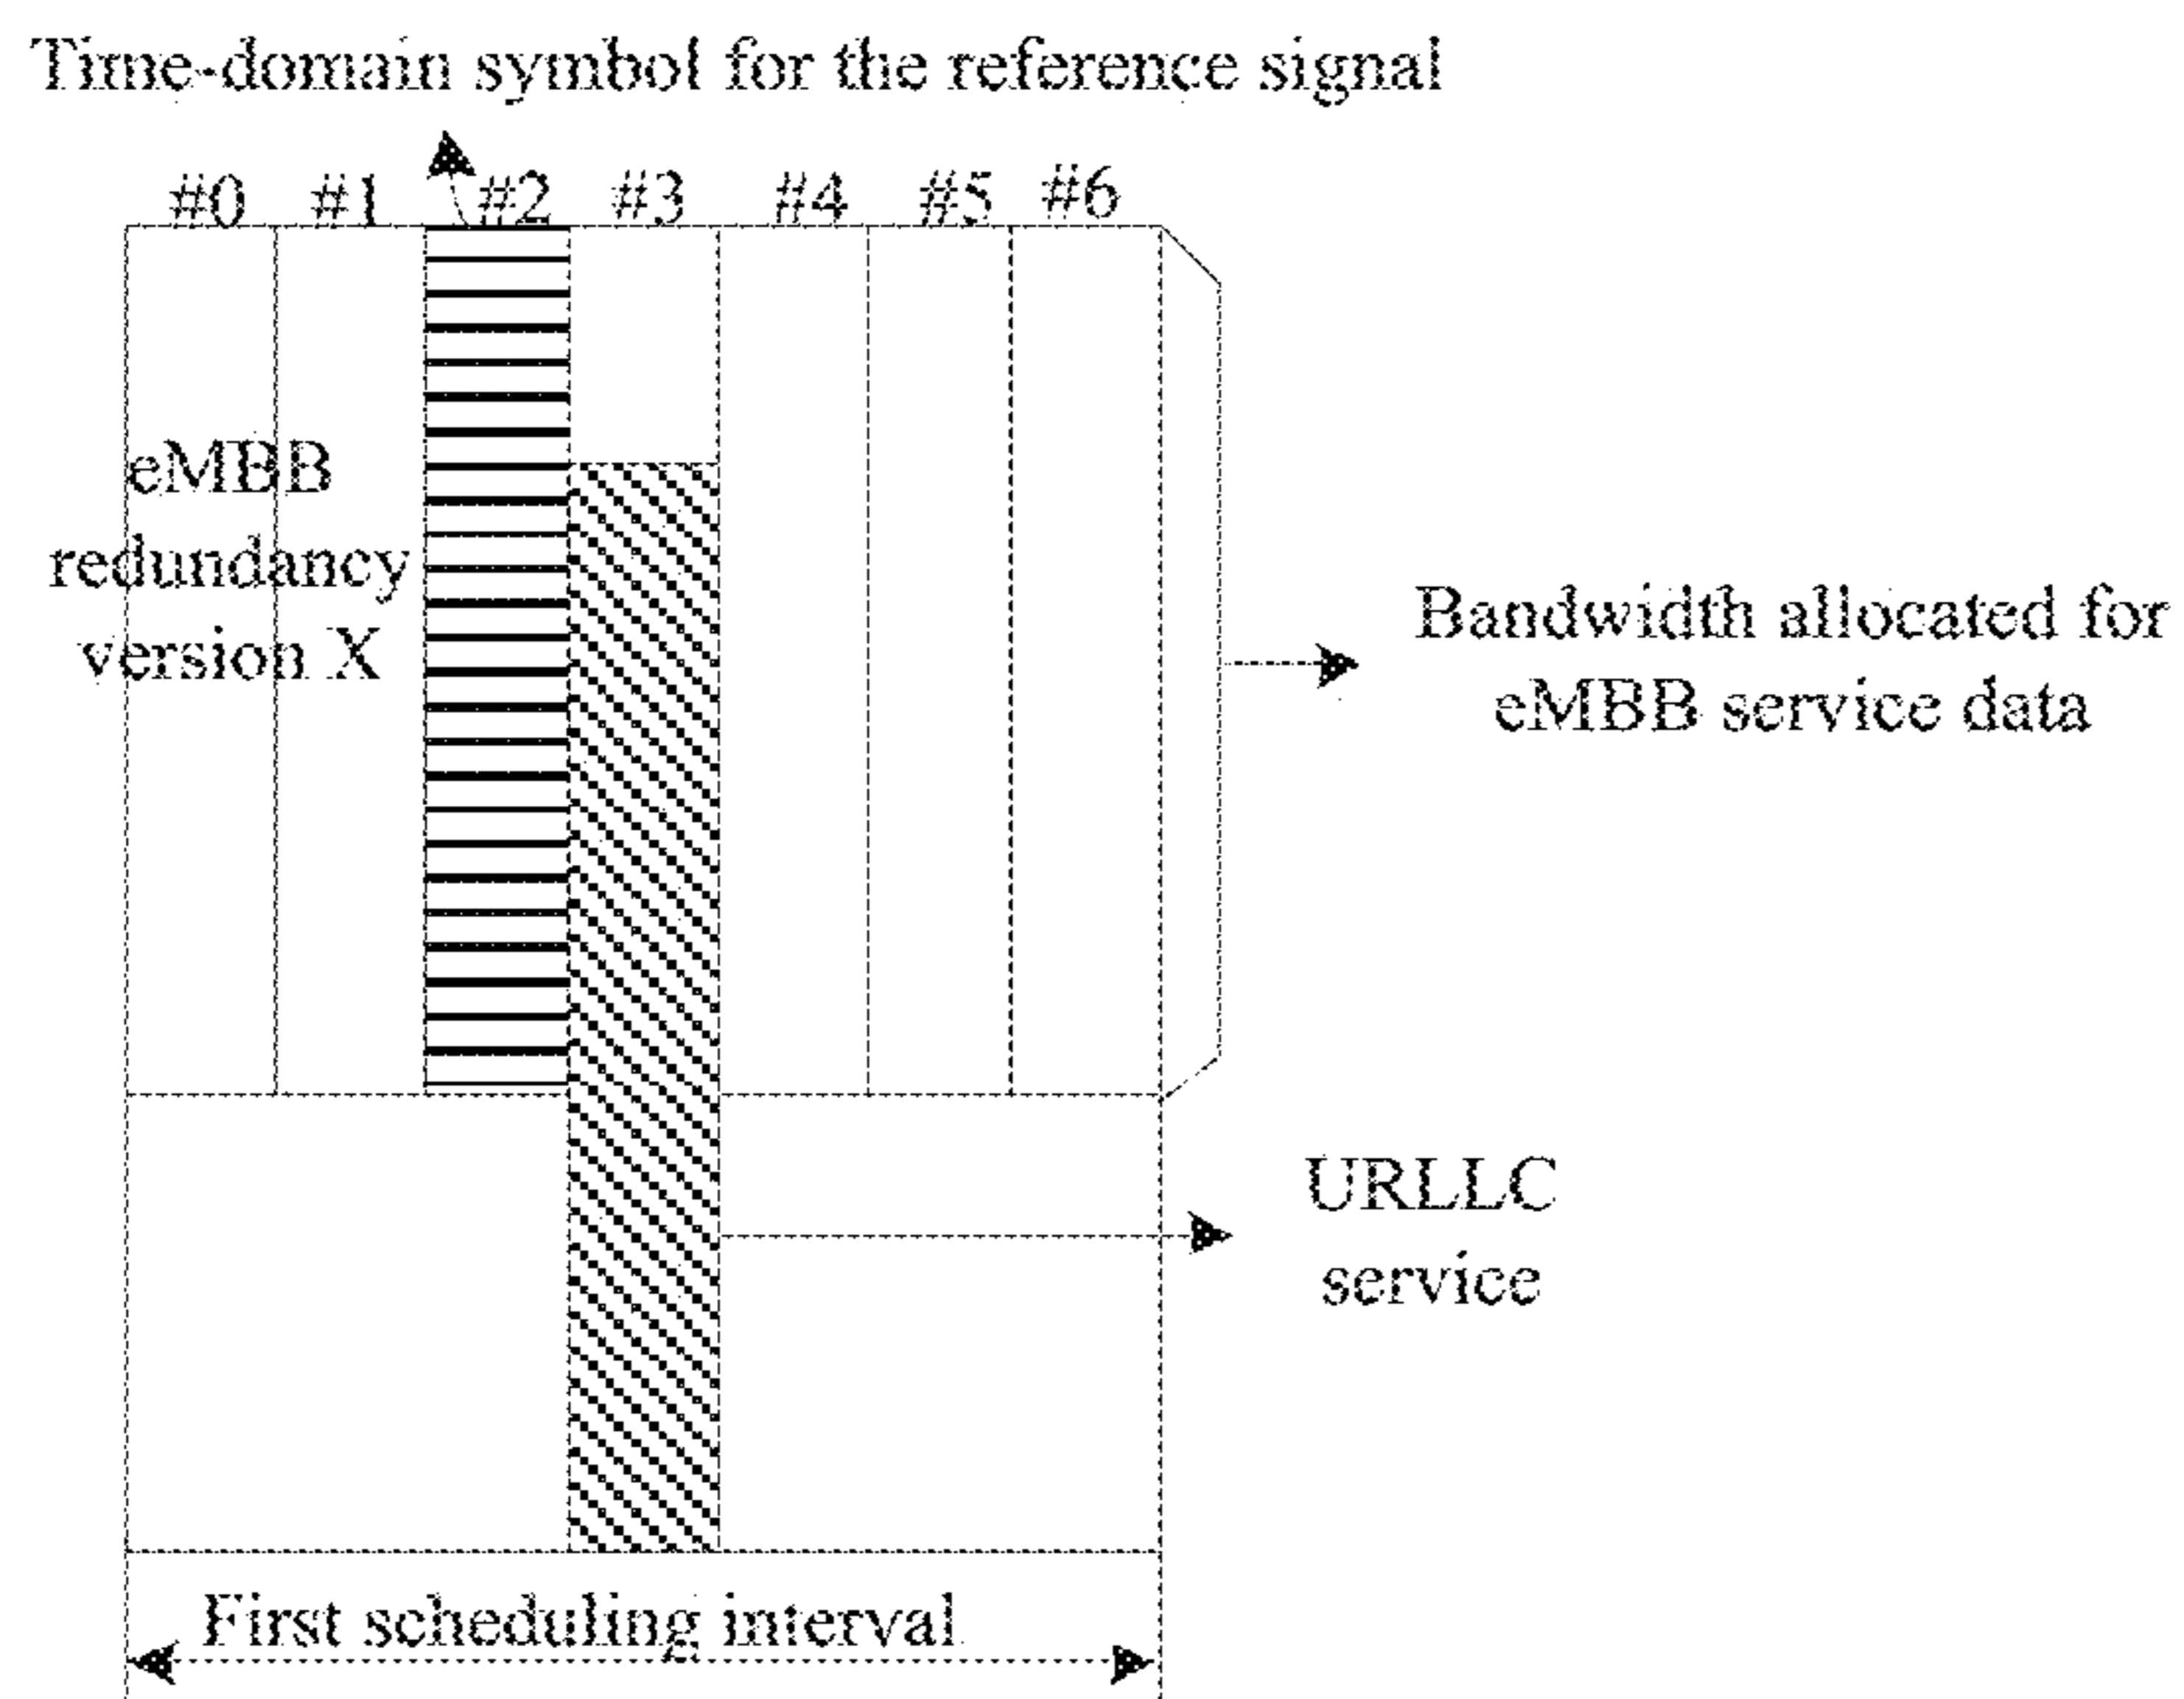 Time-domain symbol for the reference signal
#0 #1 #2 #3 #4 #5 #6
eMBB
redundancy
version X
Bandwidth allocated for
eMBB service data
URLLC
service
First scheduling interval